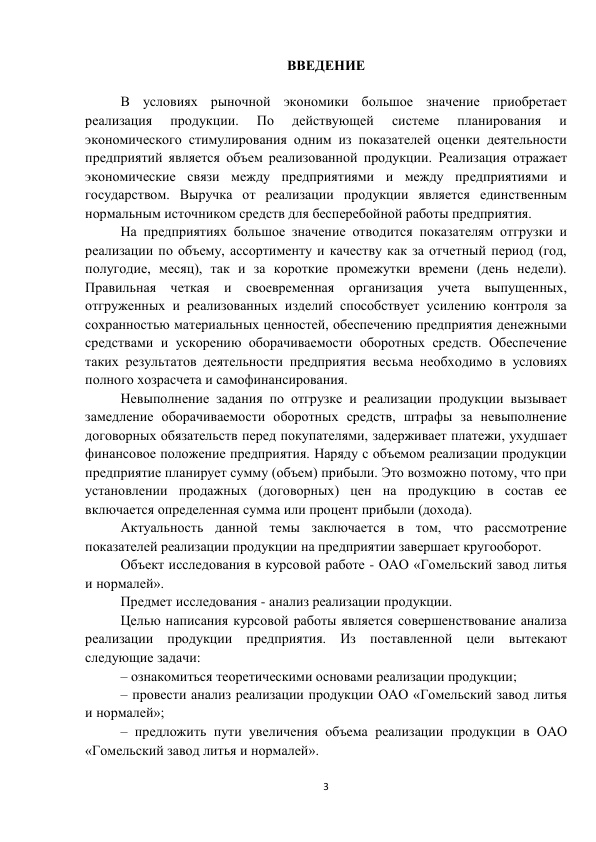 ВВЕДЕНИЕ
В условиях рыночной экономики большое значение приобретает
реализация продукции. По действующей системе планирования и
экономического стимулирования одним из показателей оценки деятельности
предприятий является объем реализованной продукции. Реализация отражает
экономические связи между предприятиями и между предприятиями и
государством. Выручка от реализации продукции является единственным
нормальным источником средств для бесперебойной работы предприятия.
На предприятиях большое значение отводится показателям отгрузки и
реализации по объему, ассортименту и качеству как за отчетный период (год,
полугодие, месяц), так и за короткие промежутки времени (день недели).
Правильная четкая и своевременная организация учета выпущенных,
отгруженных и реализованных изделий способствует усилению контроля за
сохранностью материальных ценностей, обеспечению предприятия денежными
средствами и ускорению оборачиваемости оборотных средств. Обеспечение
таких результатов деятельности предприятия весьма необходимо в условиях
полного хозрасчета и самофинансирования.
Невыполнение задания по отгрузке и реализации продукции вызывает
замедление оборачиваемости оборотных средств, штрафы за невыполнение
договорных обязательств перед покупателями, задерживает платежи, ухудшает
финансовое положение предприятия. Наряду с объемом реализации продукции
предприятие планирует сумму (объем) прибыли. Это возможно потому, что при
установлении продажных (договорных) цен на продукцию в состав ее
включается определенная сумма или процент прибыли (дохода).
Актуальность данной темы заключается в том, что рассмотрение
показателей реализации продукции на предприятии завершает кругооборот.
Объект исследования в курсовой работе - ОАО «Гомельский завод литья
и нормалей».
Предмет исследования - анализ реализации продукции.
Целью написания курсовой работы является совершенствование анализа
реализации продукции предприятия. Из поставленной цели вытекают
следующие задачи:
– ознакомиться теоретическими основами реализации продукции;
– провести анализ реализации продукции ОАО «Гомельский завод литья
и нормалей»;
– предложить пути увеличения объема реализации продукции в ОАО
«Гомельский завод литья и нормалей».
3